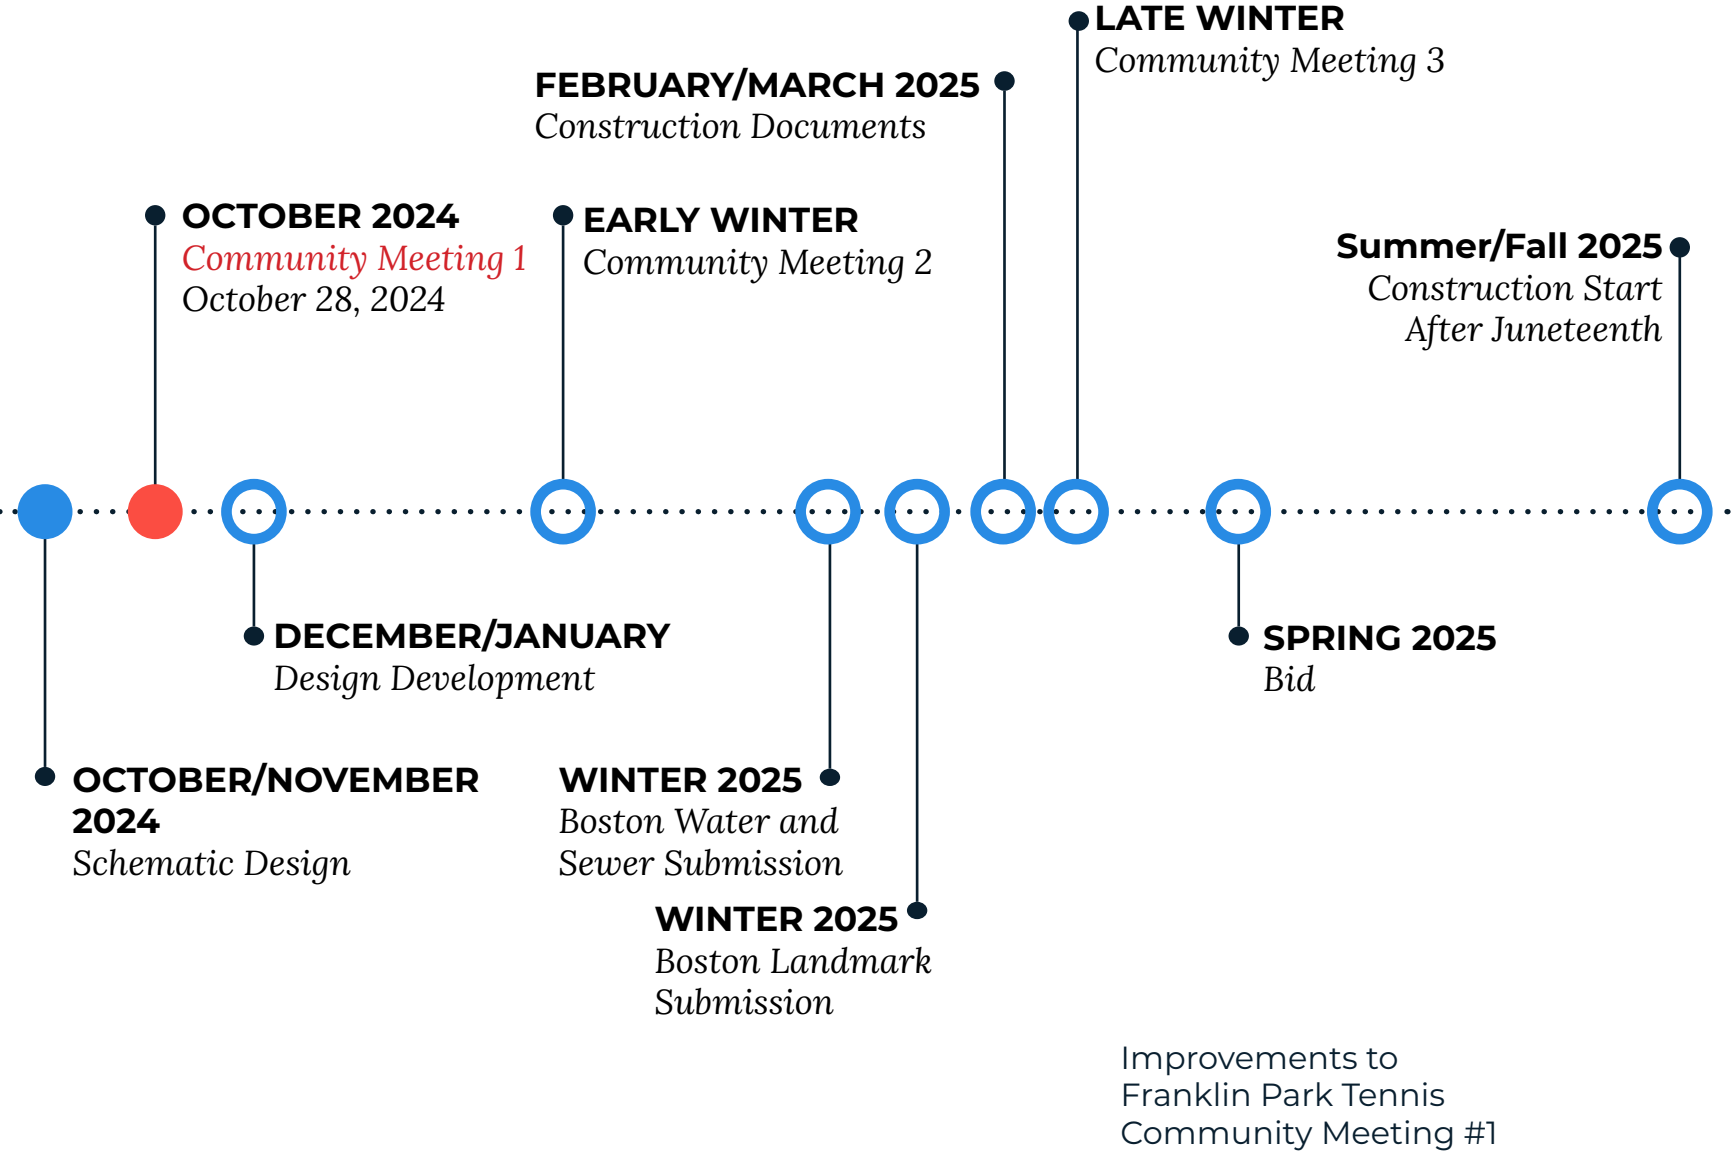 LATE WINTER
Community Meeting 3
FEBRUARY/MARCH 2025
Construction Documents
OCTOBER 2024
Community Meeting 1
October 28, 2024
EARLY WINTER
Community Meeting 2
Summer/Fall 2025
Construction Start
After Juneteenth
DECEMBER/JANUARY
Design Development
SPRING 2025
Bid
OCTOBER/NOVEMBER
2024
Schematic Design
WINTER 2025
Boston Water and
Sewer Submission
WINTER 2025
Boston Landmark
Submission
Improvements to
Franklin Park Tennis
Community Meeting #1